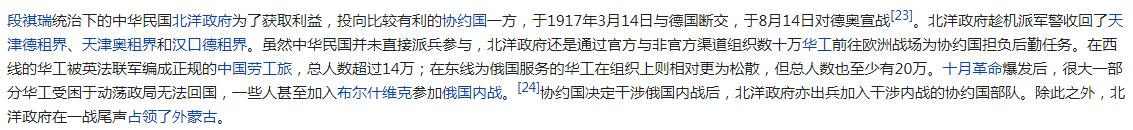 段祺瑞统治下的中华民国北洋政府为了获取利益，投向比较有利的协约国一方，于1917年3月14日与德国断交，于8月14日对德奥宣战[23]。北洋政府趁机派军警收回了天
津德租界、天津奥租界和汉口德租界。虽然中华民国并未直接派兵参与，北洋政府还是通过官方与非官方渠道组织数十万华工前往欧洲战场为协约国担负后勤任务。在西
线的华工被英法联军编成正规的中国劳工旅，总人数超过14万；在东线为俄国服务的华工在组织上则相对更为松散，但总人数也至少有20万。十月革命爆发后，很大一部
分华工受困于动荡政局无法回国，一些人甚至加入布尔什维克参加俄国内战。[24]协约国决定干涉俄国内战后，北洋政府亦出兵加入干涉内战的协约国部队。除此之外，北
洋政府在一战尾声占领了外蒙古。